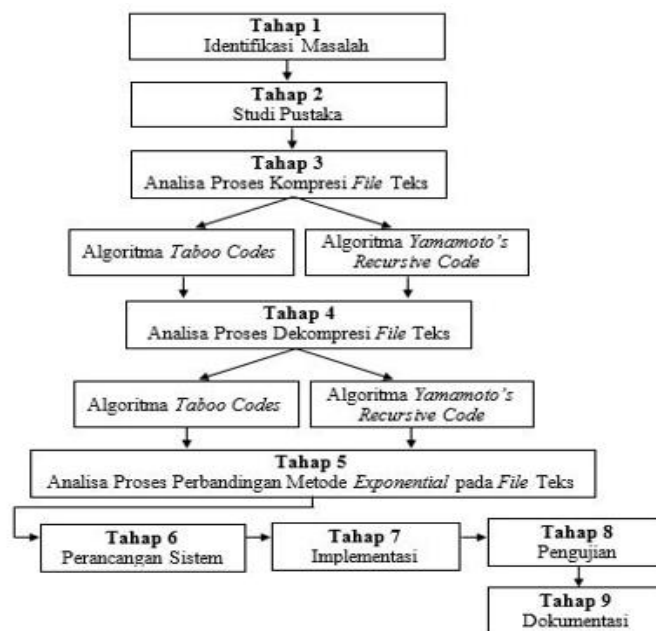 Tahap 1
Identifikasi Masalah
Tahap 2
Studi Pustaka
Tahap 3
Analisa Proses Kompresi File Teks
Algoritma Taboo Codes
Algoritma Yamamoto's
Recursive Code
Tahap 4
Analisa Proses Dekompresi File Teks
Algoritma Taboo Codes
Algoritma Yamamoto's
Recursive Code
Tahap 5
Analisa Proses Perbandingan Metode Exponential pada File Teks
Tahap 6
Perancangan Sistem
Tahap 7
Implementasi
Tahap 8
Pengujian
Tahap 9
Dokumentasi